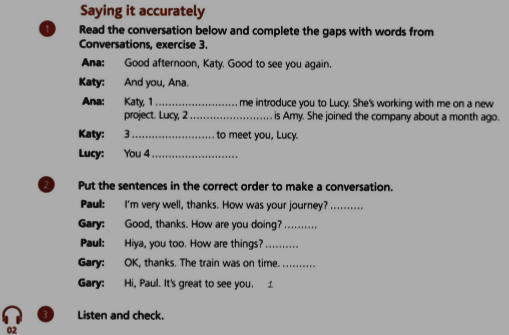 Saying it accurately
1 Read the conversation below and complete the gaps with words from
Conversations, exercise 3.
Ana: Good afternoon, Katy. Good to see you again.
Katy: And you, Ana.
Ana: Katy, 1 .......................... me introduce you to Lucy. She's working with me on a new
project. Lucy, 2 .......................... is Amy. She joined the company about a month ago.
Katy: 3 .......................... to meet you, Lucy.
Lucy: You 4 ..........................
2 Put the sentences in the correct order to make a conversation.
Paul: I'm very well, thanks. How was your journey? ..........
Gary: Good, thanks. How are you doing? ..........
Paul: Hiya, you too. How are things? ..........
Gary: OK, thanks. The train was on time. ..........
Gary: Hi, Paul. It's great to see you. 1
3 Listen and check.
02